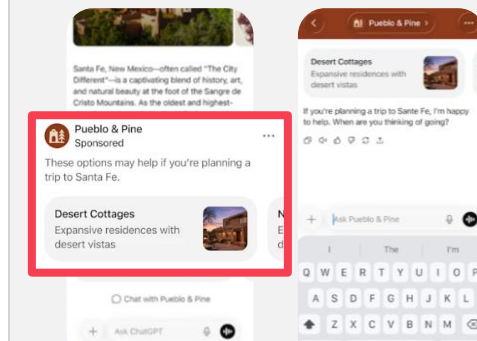 Santa Fe, New Mexico—often called "The City
Different"—is a captivating blend of history, art,
and natural beauty at the foot of the Sangre de
Cristo Mountains. As the oldest and highest-
Pueblo & Pine
Sponsored
These options may help if you're planning a
trip to Santa Fe.
Desert Cottages
Expansive residences with
desert vistas
N
E
d
Chat with Pueblo & Pine
Ask ChatGPT
Pueblo & Pine
Desert Cottages
Expansive residences with
desert vistas
If you're planning a trip to Sante Fe, I'm happy
to help. When are you thinking of going?
Ask Pueblo & Pine
I The I'm
Q W E R T Y U I O P
A S D F G H J K L
Z X C V B N M